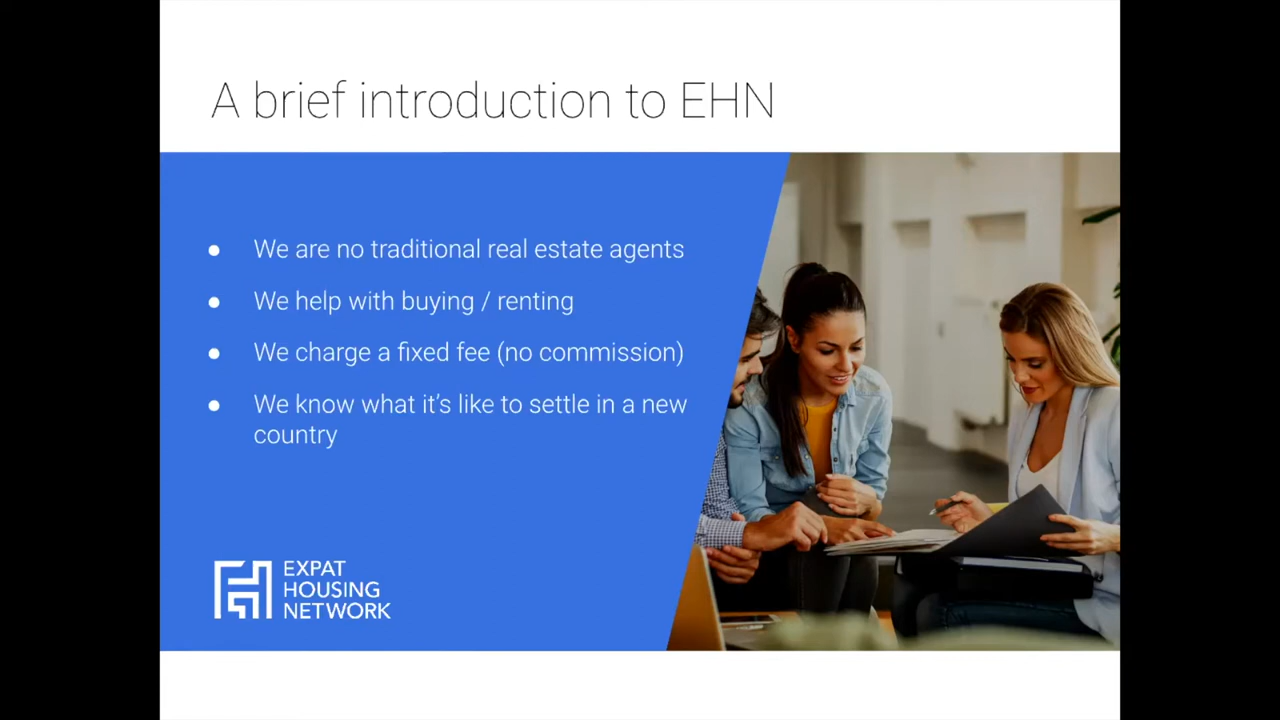 A brief introduction to EHN
● We are no traditional real estate agents
● We help with buying / renting
● We charge a fixed fee (no commission)
● We know what it's like to settle in a new
country
EXPAT
HOUSING
NETWORK